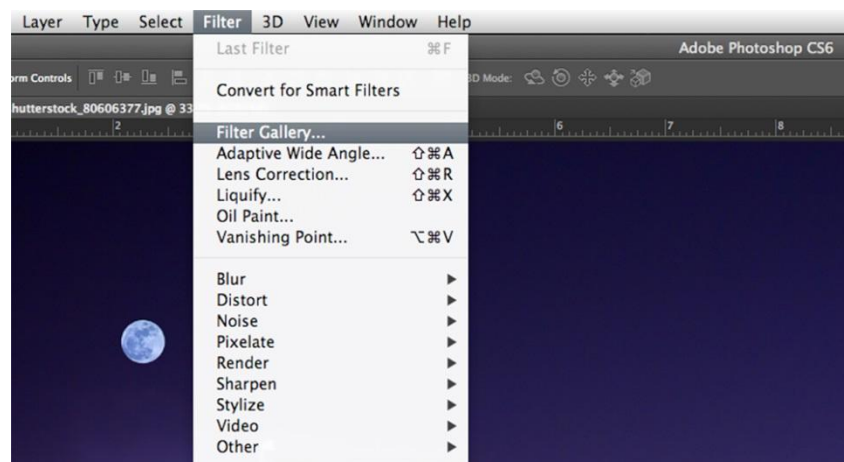 Layer Type Select Filter 3D View Window Help
Last Filter ⌘F
Adobe Photoshop CS6
Controls
3D Mode:
Convert for Smart Filters
hutterstock_80606377.jpg @ 33
Filter Gallery...
2 6 7 8
Adaptive Wide Angle... ⇧⌘A
Lens Correction... ⇧⌘R
Liquify... ⇧⌘X
Oil Paint...
Vanishing Point... ⌥⌘V
Blur ▶
Distort ▶
Noise ▶
Pixelate ▶
Render ▶
Sharpen ▶
Stylize ▶
Video ▶
Other ▶